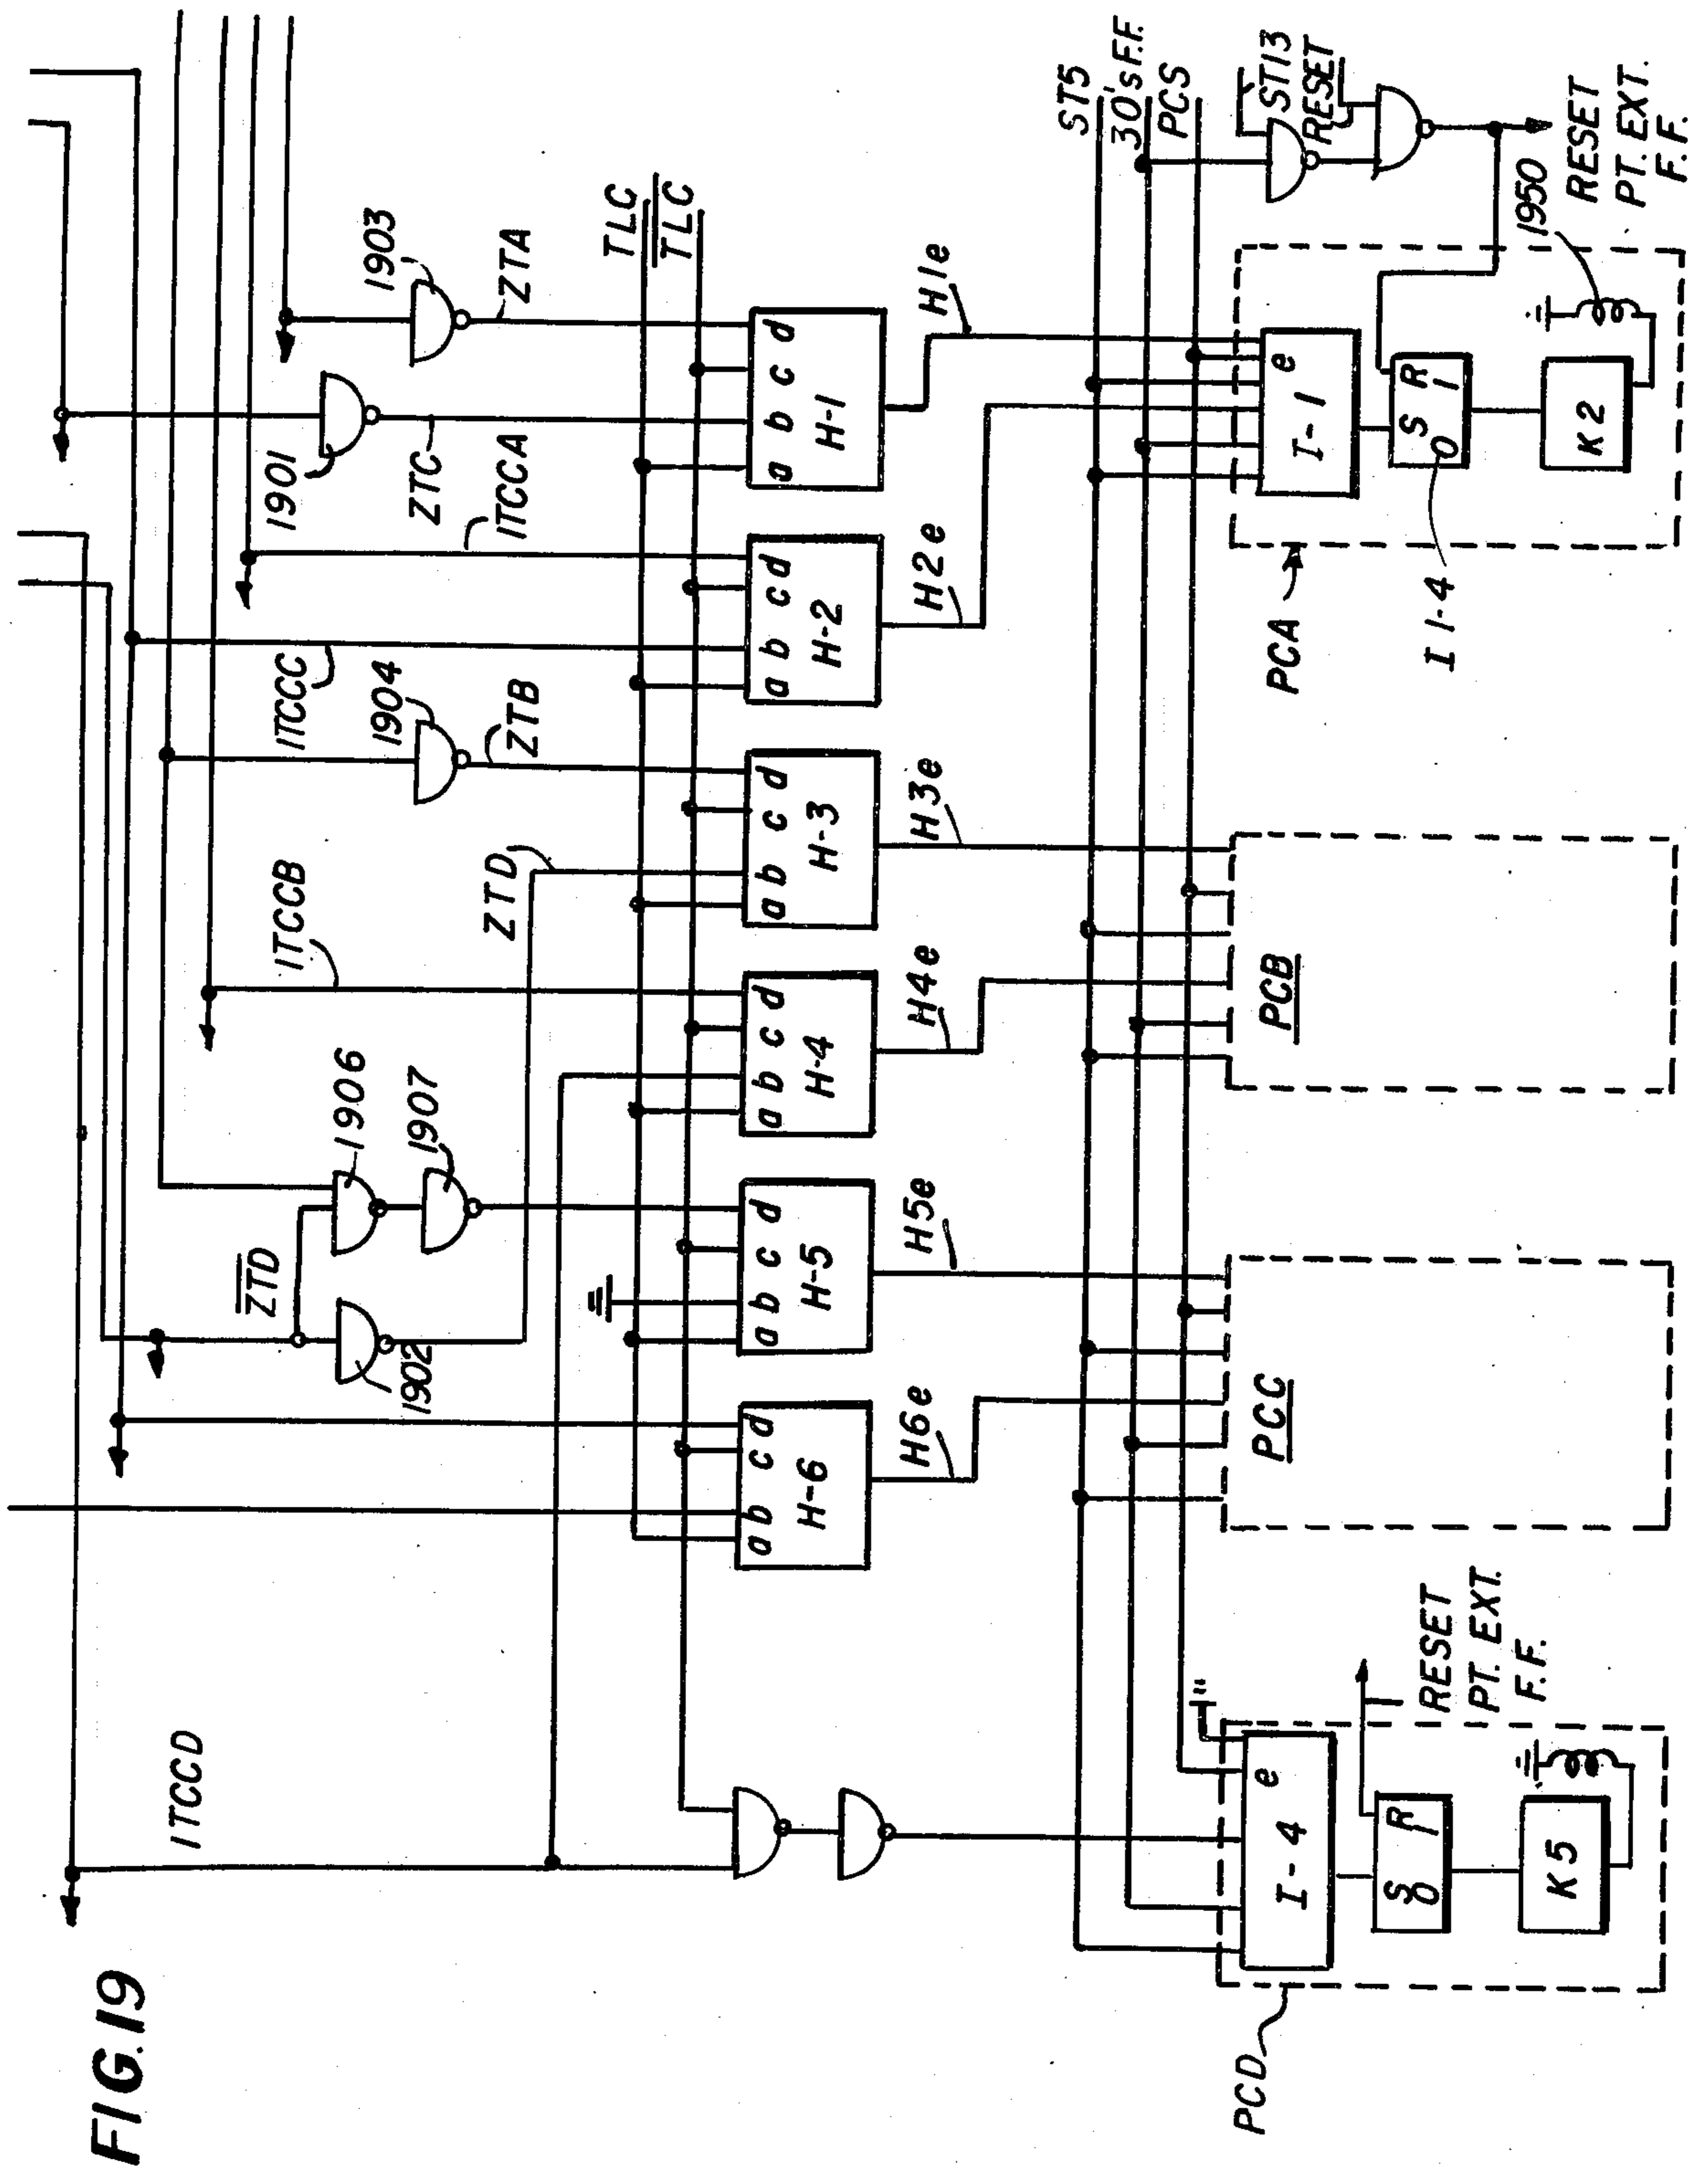 FIG. 19
ITCCD
ZTD
1902
1906
1907
ITCCB
ZTD
ITCCC
1904
ZTB
1901
ZTC
ITCCA
1903
ZTA
TLC
TLC
a b c d
H-6
a b c d
H-5
a b c d
H-4
a b c d
H-3
a b c d
H-2
a b c d
H-1
H6e
H5e
H4e
H3e
H2e
H1e
ST5
30's F.F.
PCS
ST13
RESET
PCD
I-4 e
S R
O I
K5
RESET
PT. EXT.
F.F.
PCC
PCB
PCA
I-1 e
S R
O I
I1-4
K2
1950
RESET
PT. EXT.
F.F.